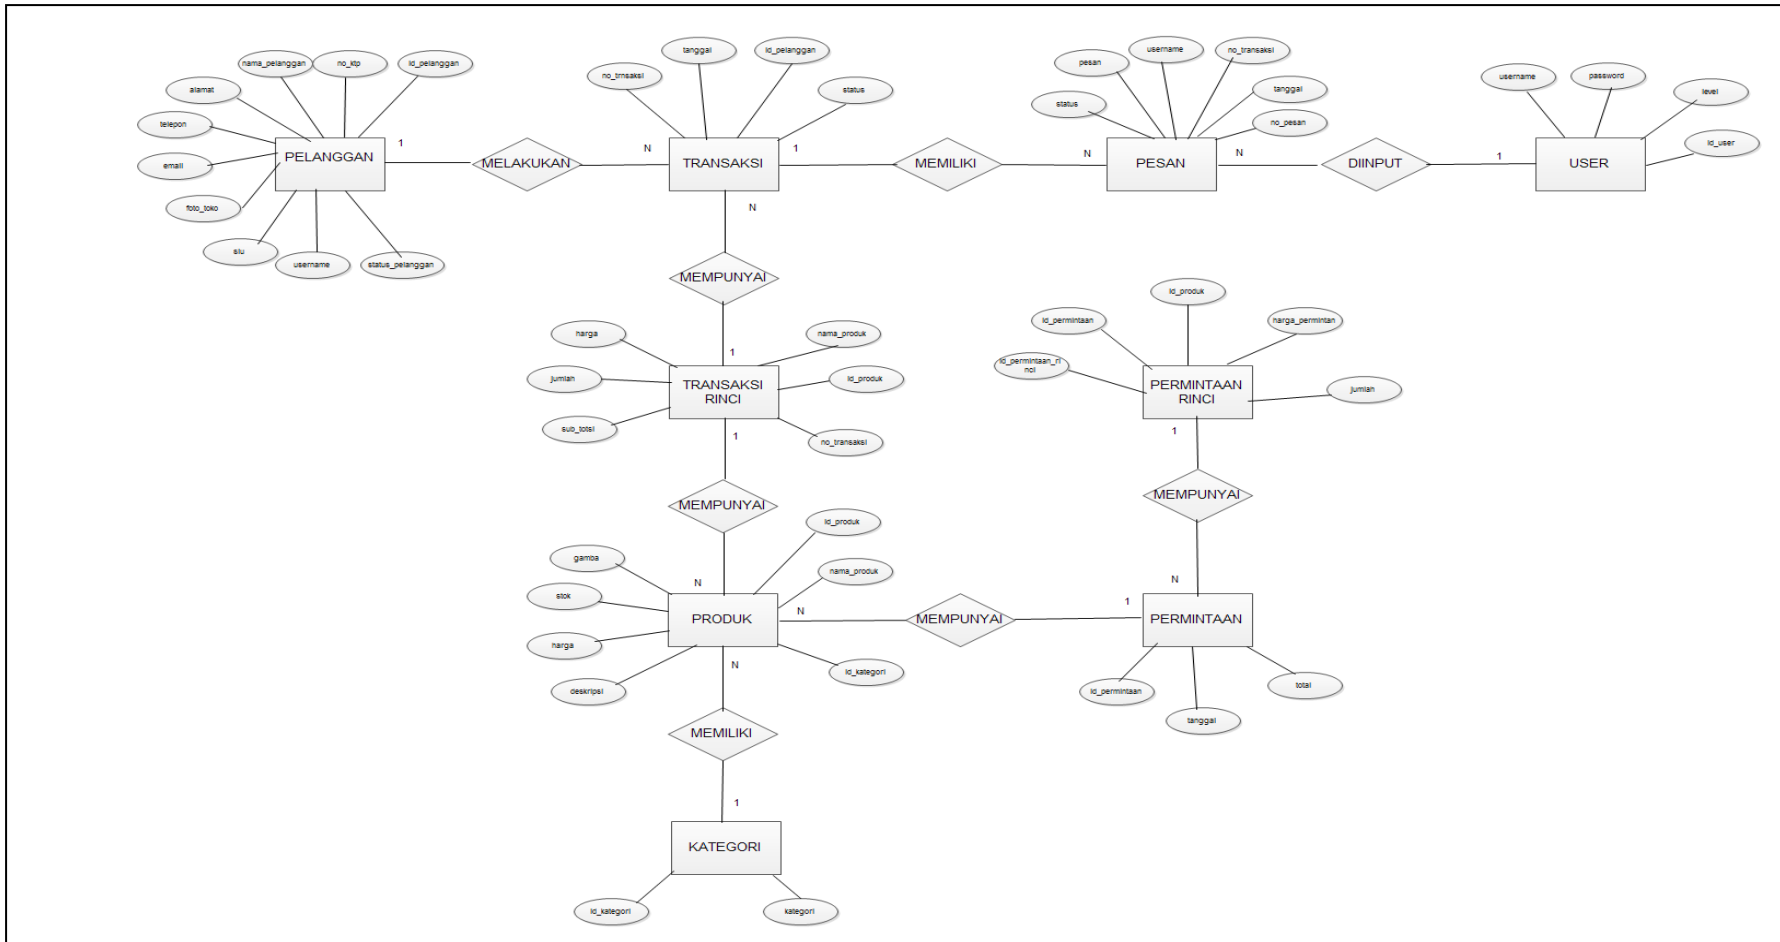 nama_pelanggan
no_ktp
id_pelanggan
alamat
telepon
email
foto_toko
siu
username
status_pelanggan
PELANGGAN
1
MELAKUKAN
N
no_trnsaksi
tanggal
id_pelanggan
status
TRANSAKSI
1
MEMILIKI
N
status
pesan
username
no_transaksi
tanggal
no_pesan
PESAN
N
DIINPUT
1
username
password
level
id_user
USER
N
MEMPUNYAI
1
harga
nama_produk
jumlah
id_produk
sub_totsl
no_transaksi
TRANSAKSI
RINCI
1
MEMPUNYAI
N
id_permintaan
id_produk
harga_permintan
id_permintaan_ri
nci
jumlah
PERMINTAAN
RINCI
1
MEMPUNYAI
N
id_produk
gamba
nama_produk
stok
harga
deskripsi
id_kategori
PRODUK
N
MEMPUNYAI
1
PERMINTAAN
id_permintaan
tanggal
total
N
MEMILIKI
1
KATEGORI
id_kategori
kategori